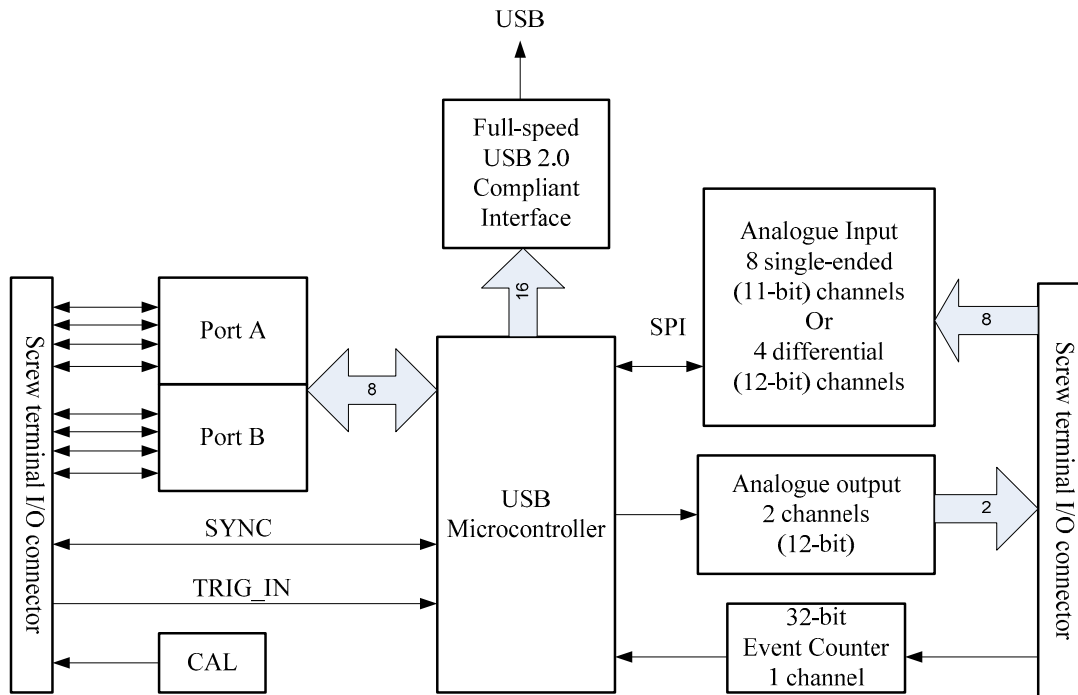 USB
Full-speed
USB 2.0
Compliant
Interface
16
Screw terminal I/O connector
Port A
Port B
8
SYNC
TRIG_IN
CAL
USB
Microcontroller
SPI
Analogue Input
8 single-ended
(11-bit) channels
Or
4 differential
(12-bit) channels
8
Analogue output
2 channels
(12-bit)
2
32-bit
Event Counter
1 channel
Screw terminal I/O connector